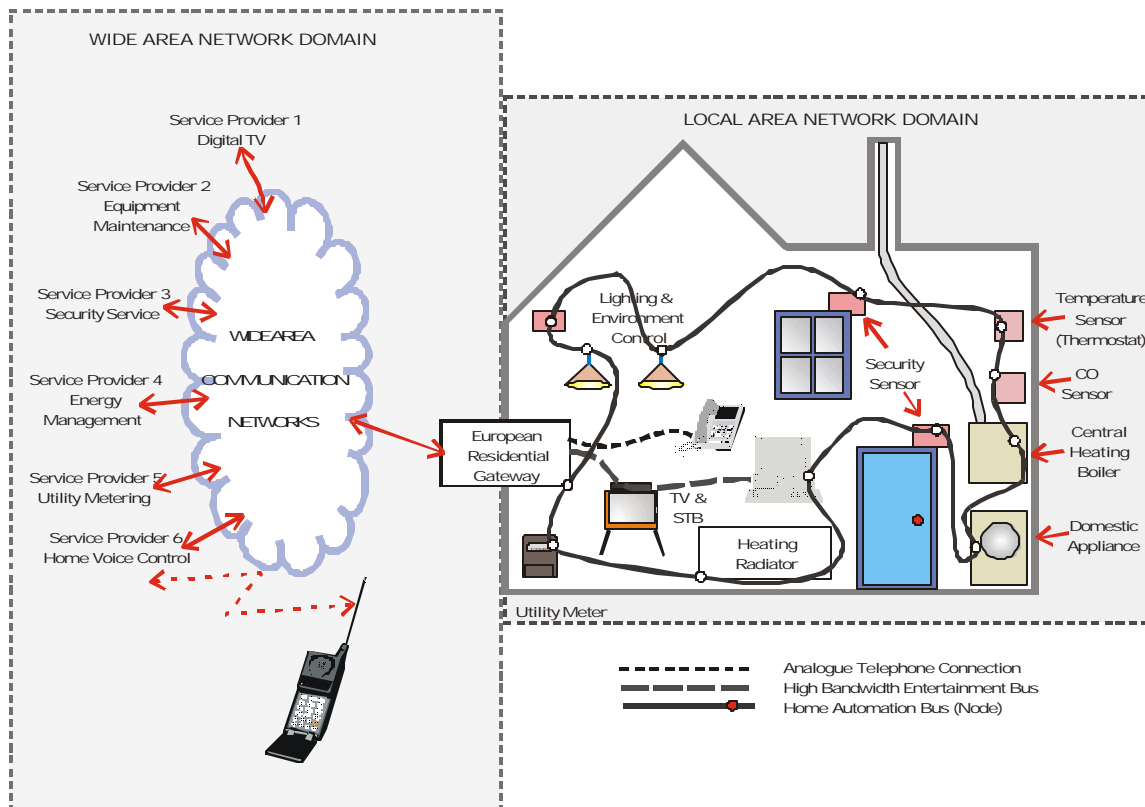 WIDE AREA NETWORK DOMAIN
Service Provider 1
Digital TV
Service Provider 2
Equipment
Maintenance
Service Provider 3
Security Service
Service Provider 4
Energy
Management
Service Provider 5
Utility Metering
Service Provider 6
Home Voice Control
WIDE AREA
COMMUNICATION
NETWORKS
European
Residential
Gateway
LOCAL AREA NETWORK DOMAIN
Lighting &
Environment
Control
Security
Sensor
Temperature
Sensor
(Thermostat)
CO
Sensor
Central
Heating
Boiler
Domestic
Appliance
TV &
STB
Heating
Radiator
Utility Meter
Analogue Telephone Connection
High Bandwidth Entertainment Bus
Home Automation Bus (Node)